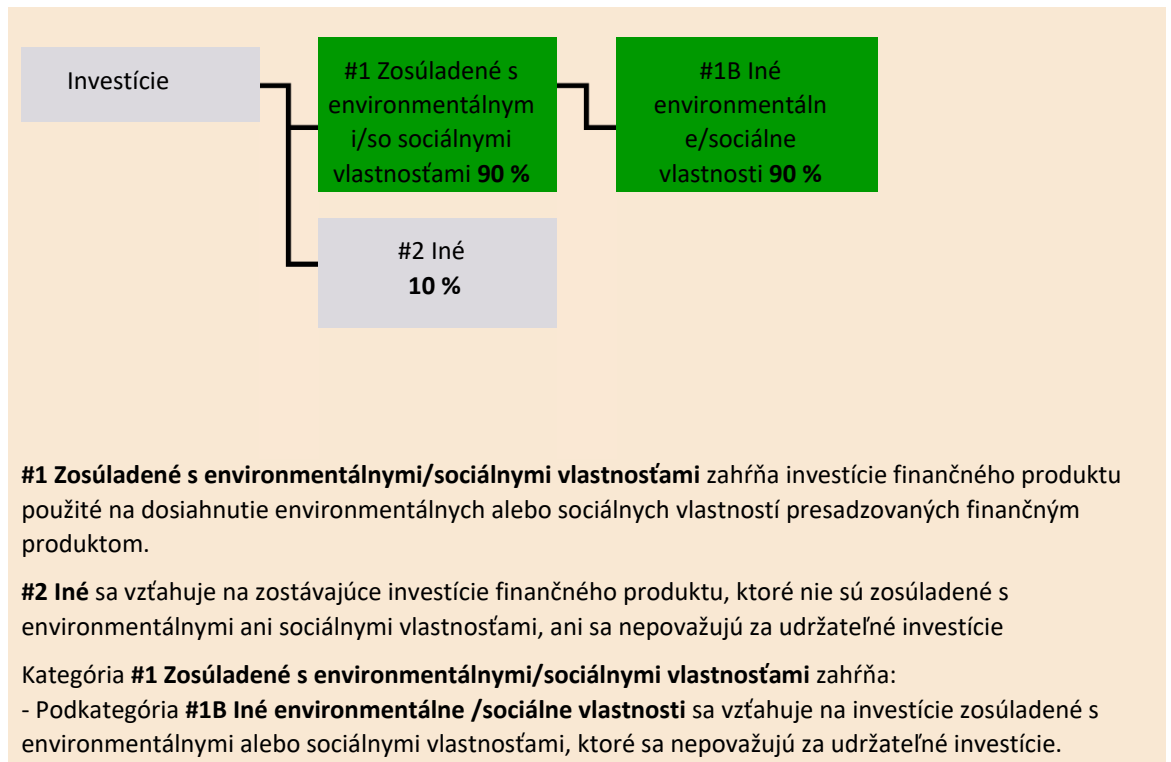 Investície
#1 Zosúladené s
environmentálnym
i/so sociálnymi
vlastnosťami 90 %
#1B Iné
environmentáln
e/sociálne
vlastnosti 90 %
#2 Iné
10 %
#1 Zosúladené s environmentálnymi/sociálnymi vlastnosťami zahŕňa investície finančného produktu
použité na dosiahnutie environmentálnych alebo sociálnych vlastností presadzovaných finančným
produktom.
#2 Iné sa vzťahuje na zostávajúce investície finančného produktu, ktoré nie sú zosúladené s
environmentálnymi ani sociálnymi vlastnosťami, ani sa nepovažujú za udržateľné investície
Kategória #1 Zosúladené s environmentálnymi/sociálnymi vlastnosťami zahŕňa:
- Podkategória #1B Iné environmentálne /sociálne vlastnosti sa vzťahuje na investície zosúladené s
environmentálnymi alebo sociálnymi vlastnosťami, ktoré sa nepovažujú za udržateľné investície.